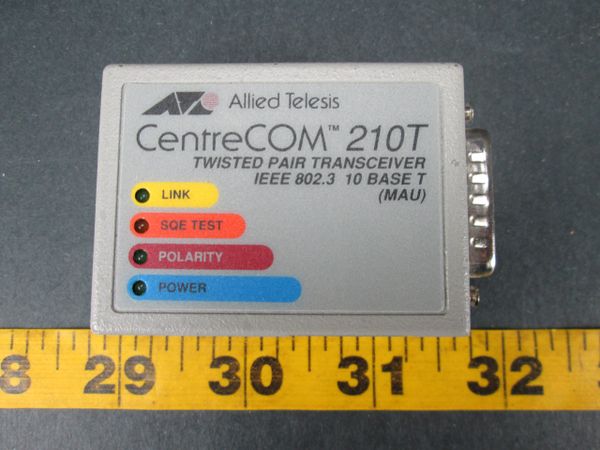 Allied Telesis
CentreCOM™ 210T
TWISTED PAIR TRANSCEIVER
IEEE 802.3 10 BASE T
(MAU)
LINK
SQE TEST
POLARITY
POWER
8 29 30 31 32